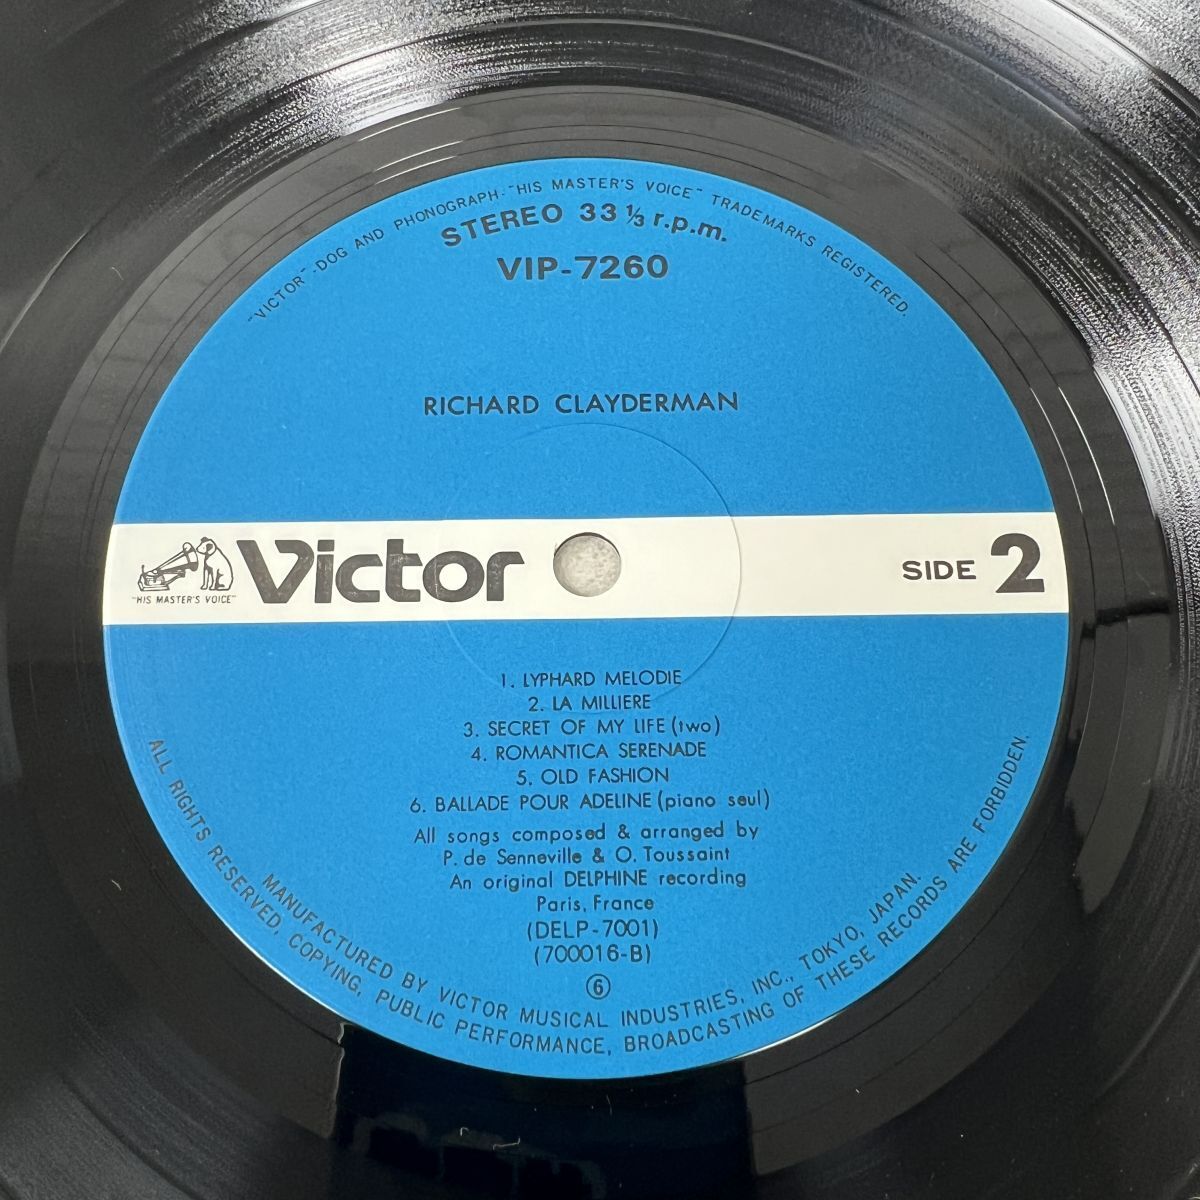 "VICTOR"-DOG AND PHONOGRAPH-"HIS MASTER'S VOICE" TRADEMARKS REGISTERED.
STEREO 33 1/3 r.p.m.
VIP-7260
RICHARD CLAYDERMAN
"HIS MASTER'S VOICE"
Victor
SIDE 2
1. LYPHARD MELODIE
2. LA MILLIERE
3. SECRET OF MY LIFE (two)
4. ROMANTICA SERENADE
5. OLD FASHION
6. BALLADE POUR ADELINE (piano seul)
All songs composed & arranged by
P. de Senneville & O. Toussaint
An original DELPHINE recording
Paris, France
(DELP-7001)
(700016-B)
⑥
MANUFACTURED BY VICTOR MUSICAL INDUSTRIES, INC., TOKYO, JAPAN.
ALL RIGHTS RESERVED, COPYING, PUBLIC PERFORMANCE, BROADCASTING OF THESE RECORDS ARE FORBIDDEN.